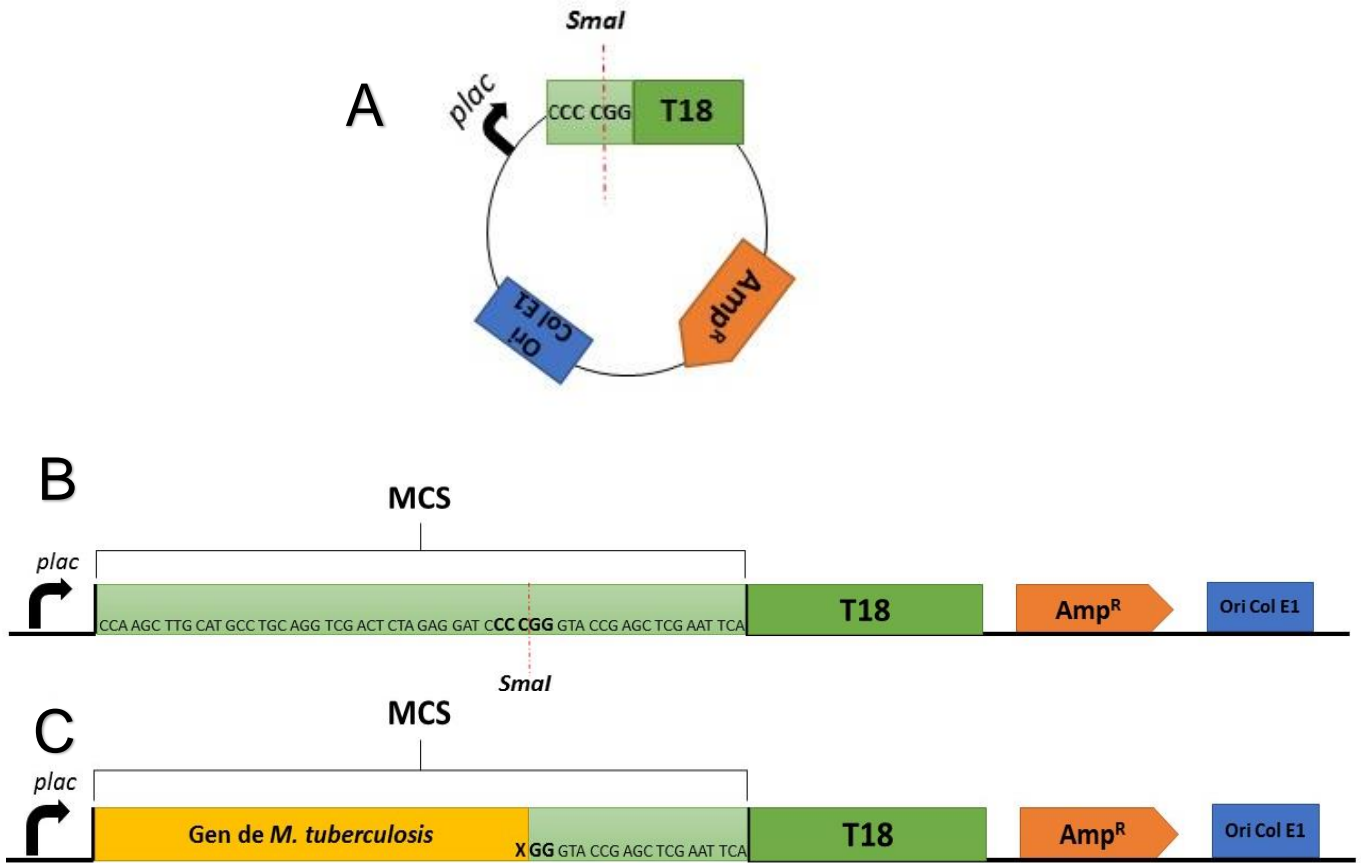 SmaI
A
plac
CCC CGG
T18
Amp^R
Ori
Col E1
B
MCS
plac
CCA AGC TTG CAT GCC TGC AGG TCG ACT CTA GAG GAT CCC CGG GTA CCG AGC TCG AAT TCA
T18
Amp^R
Ori Col E1
SmaI
C
MCS
plac
Gen de M. tuberculosis
X GG GTA CCG AGC TCG AAT TCA
T18
Amp^R
Ori Col E1